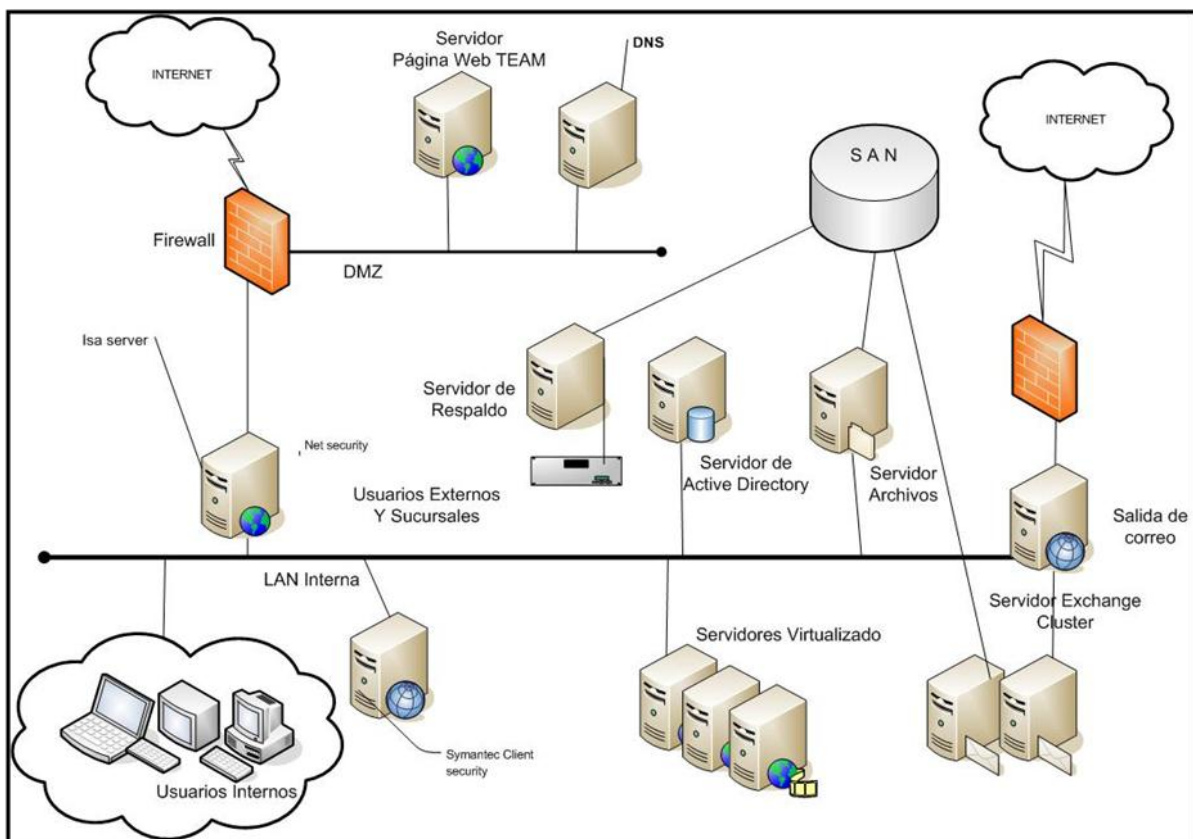 INTERNET
Servidor
Página Web TEAM
DNS
INTERNET
S A N
Firewall
DMZ
Isa server
Net security
Servidor de
Respaldo
Servidor de
Active Directory
Servidor
Archivos
Usuarios Externos
Y Sucursales
Salida de
correo
LAN Interna
Servidor Exchange
Cluster
Servidores Virtualizado
Symantec Client
security
Usuarios Internos